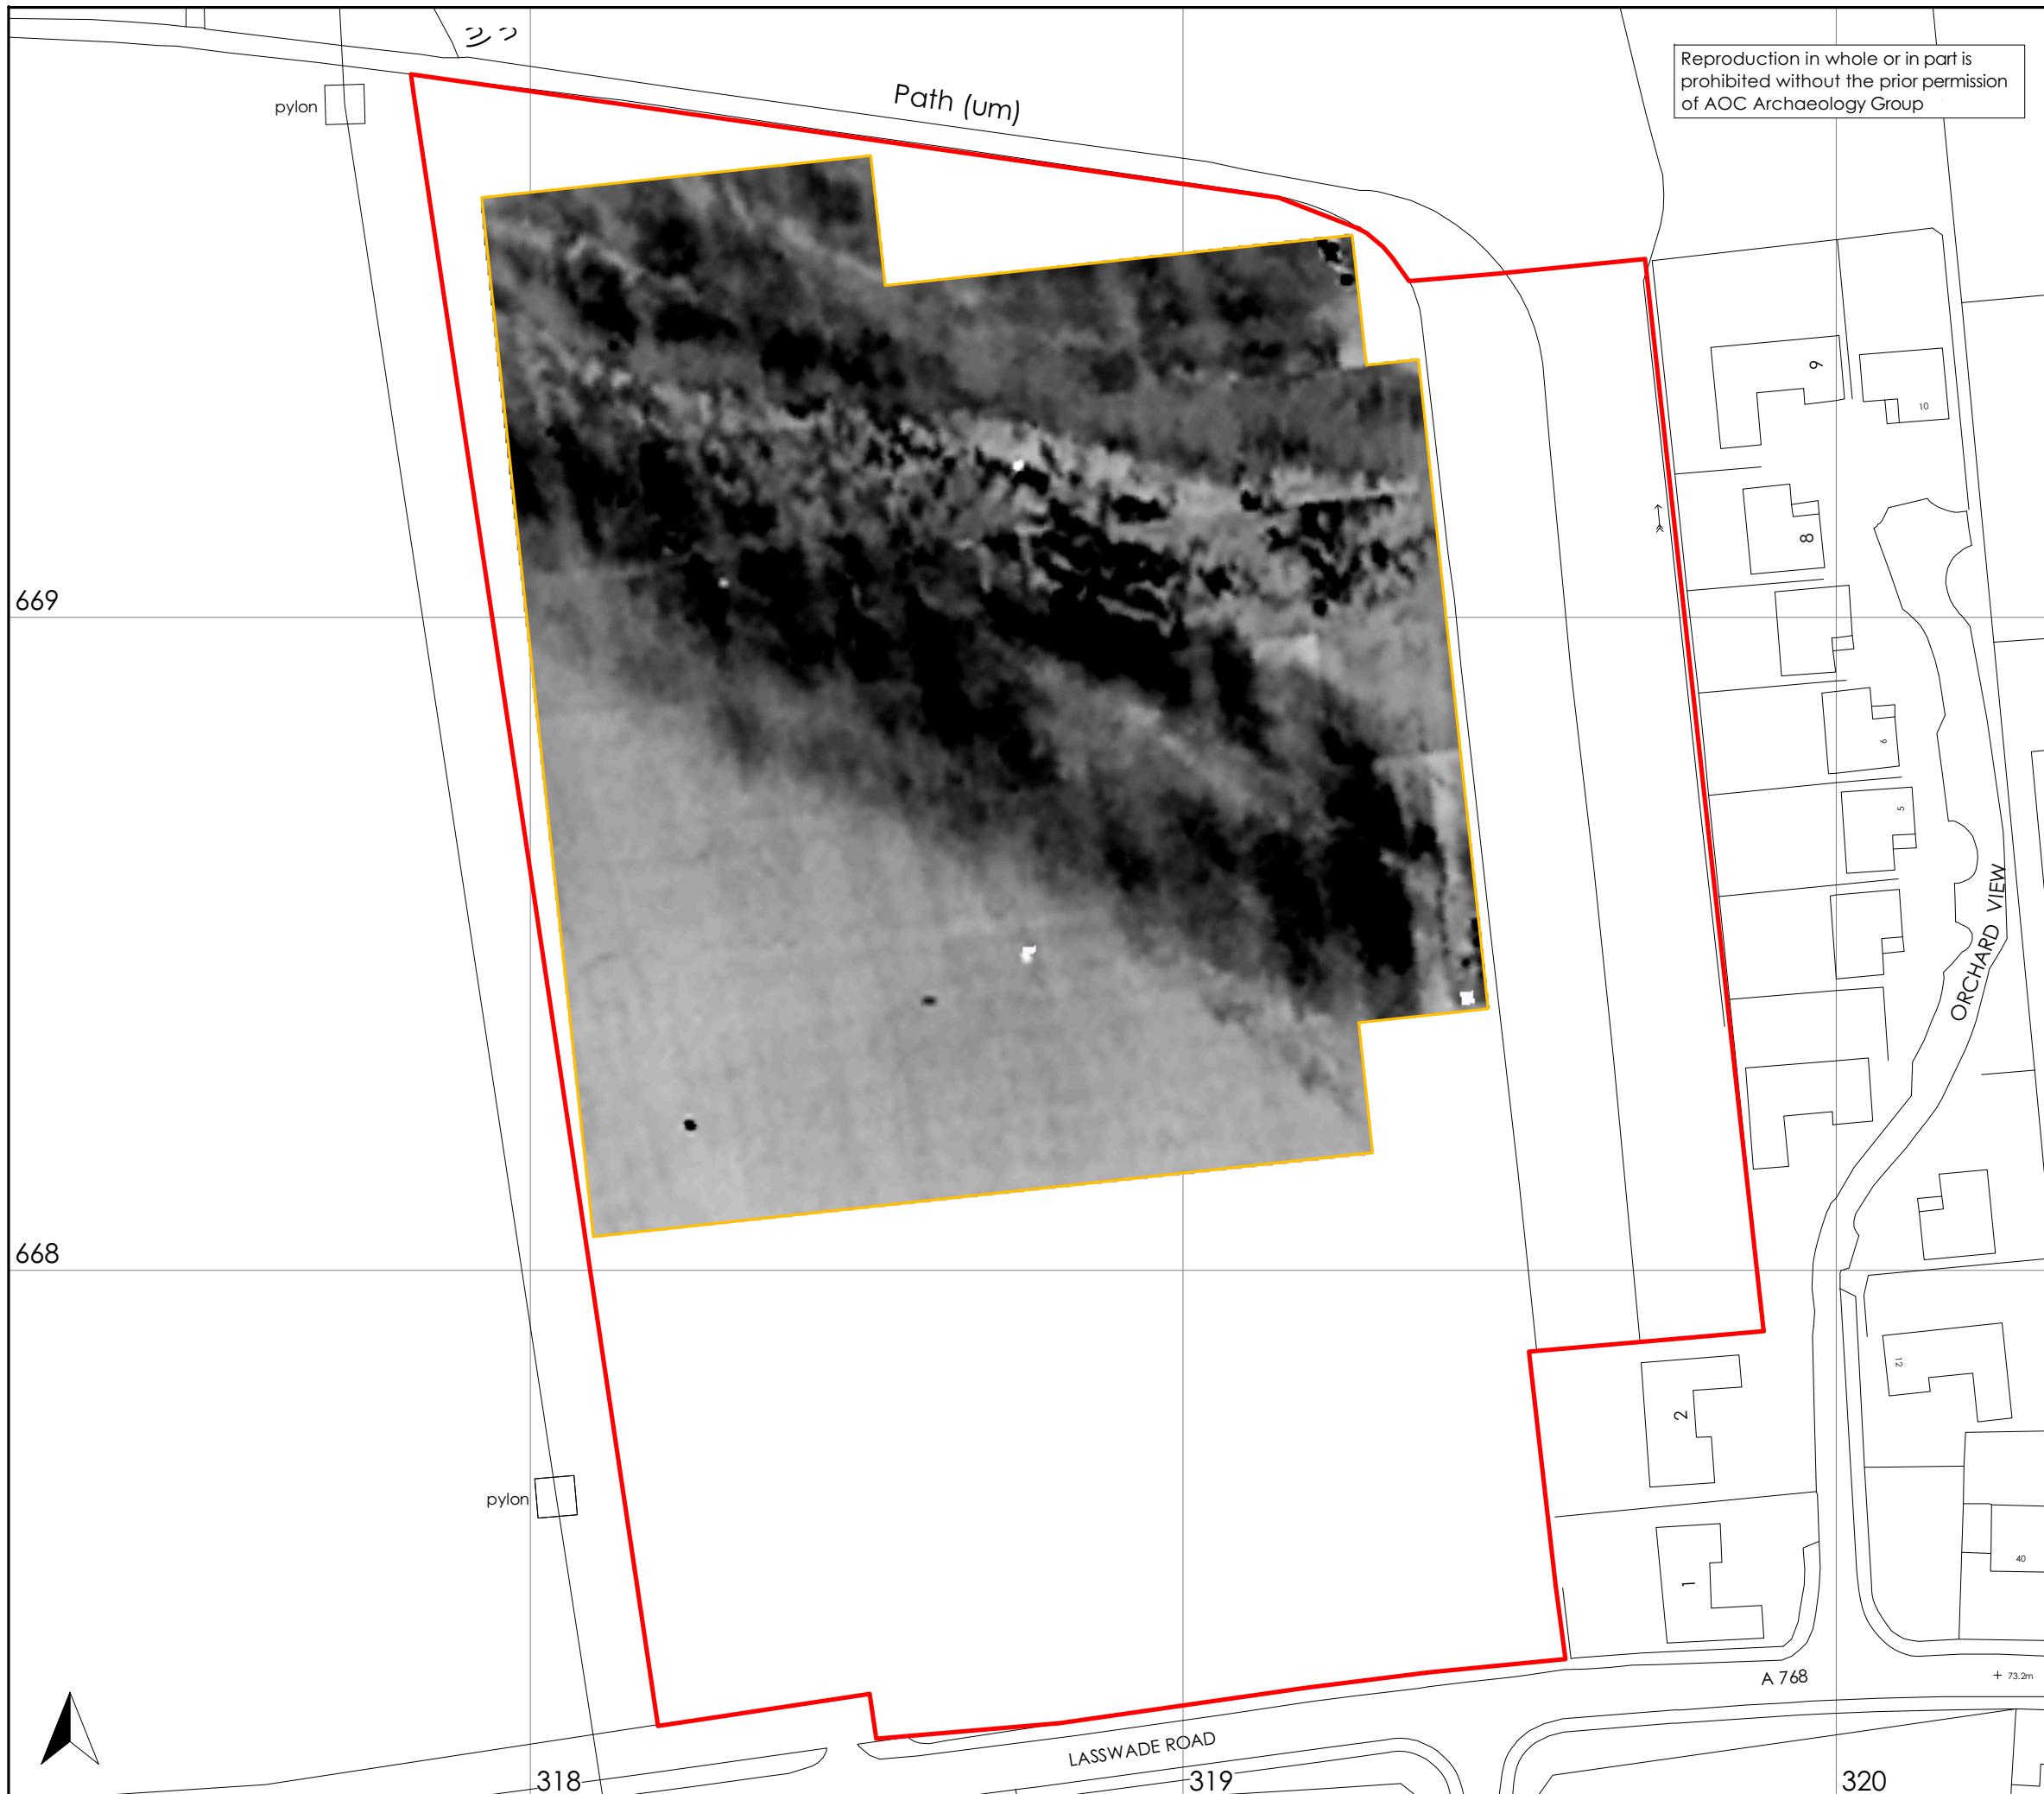 Reproduction in whole or in part is
prohibited without the prior permission
of AOC Archaeology Group
Path (um)
pylon
9
10
8
669
6
5
ORCHARD VIEW
668
12
2
pylon
1
40
A 768
+ 73.2m
LASSWADE ROAD
318
319
320